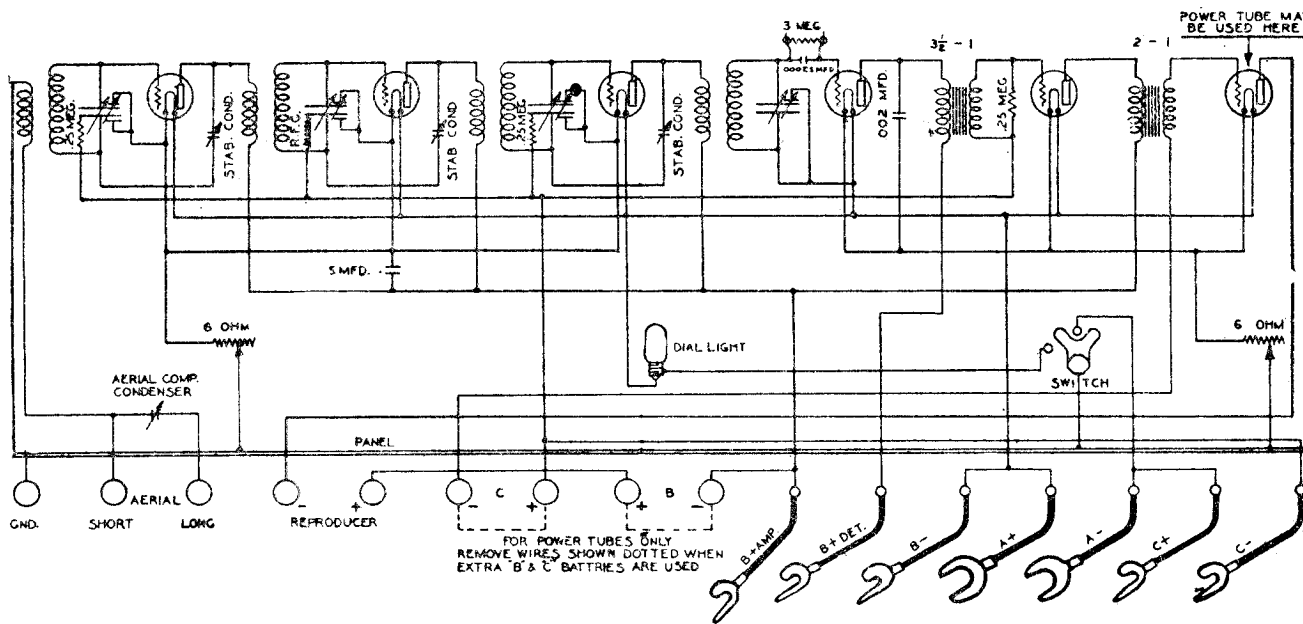 POWER TUBE MA
BE USED HERE
3 MEG
.00025 MFD.
3½ - 1
2 - 1
.25 MEG.
STAB. COND.
R.F.C.
STAB. COND
.25 MEG
STAB. COND.
.002 MFD.
.25 MEG
.5 MFD.
6 OHM
DIAL LIGHT
SWITCH
6 OHM
AERIAL COMP.
CONDENSER
PANEL
GND.
SHORT
AERIAL
LONG
- +
REPRODUCER
C
- +
B
+ -
FOR POWER TUBES ONLY
REMOVE WIRES SHOWN DOTTED WHEN
EXTRA "B" & "C" BATTRIES ARE USED
B+AMP.
B+DET.
B-
A+
A-
C+
C-